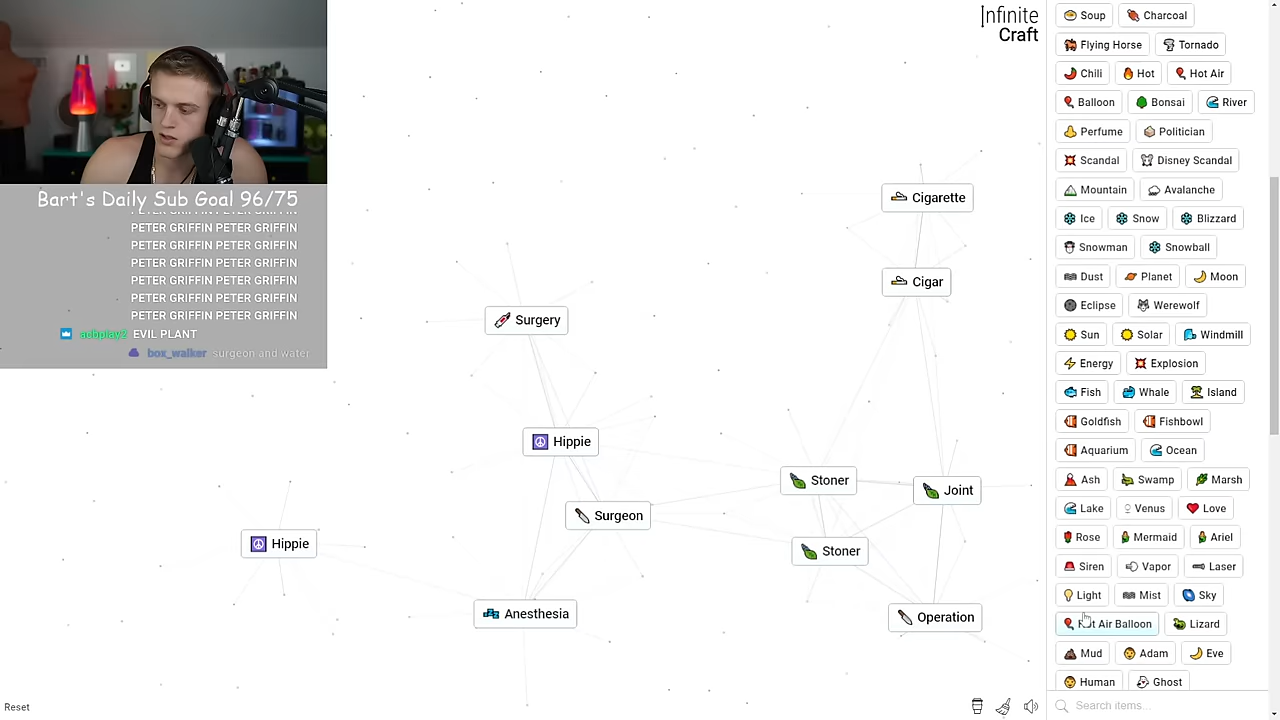 Infinite
Craft
Bart's Daily Sub Goal 96/75
PETER GRIFFIN PETER GRIFFIN
PETER GRIFFIN PETER GRIFFIN
PETER GRIFFIN PETER GRIFFIN
PETER GRIFFIN PETER GRIFFIN
PETER GRIFFIN PETER GRIFFIN
PETER GRIFFIN PETER GRIFFIN
PETER GRIFFIN PETER GRIFFIN
acbplay2 EVIL PLANT
box_walker surgeon and water
Cigarette
Cigar
Surgery
Hippie
Stoner
Joint
Surgeon
Hippie
Stoner
Anesthesia
Operation
Reset
Soup Charcoal
Flying Horse Tornado
Chili Hot Hot Air
Balloon Bonsai River
Perfume Politician
Scandal Disney Scandal
Mountain Avalanche
Ice Snow Blizzard
Snowman Snowball
Dust Planet Moon
Eclipse Werewolf
Sun Solar Windmill
Energy Explosion
Fish Whale Island
Goldfish Fishbowl
Aquarium Ocean
Ash Swamp Marsh
Lake Venus Love
Rose Mermaid Ariel
Siren Vapor Laser
Light Mist Sky
Hot Air Balloon Lizard
Mud Adam Eve
Human Ghost
Search items...